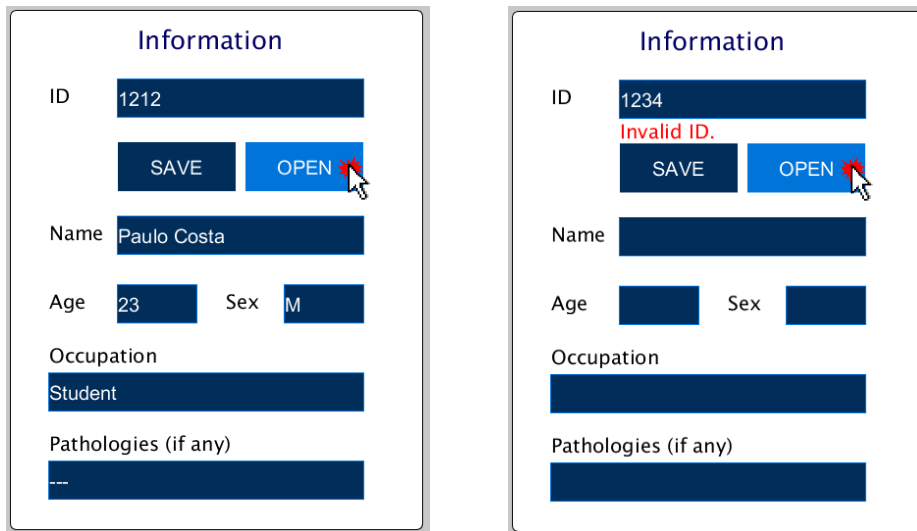 Information
ID 1212
SAVE OPEN
Name Paulo Costa
Age 23 Sex M
Occupation
Student
Pathologies (if any)
---
Information
ID 1234
Invalid ID.
SAVE OPEN
Name
Age Sex
Occupation
Pathologies (if any)